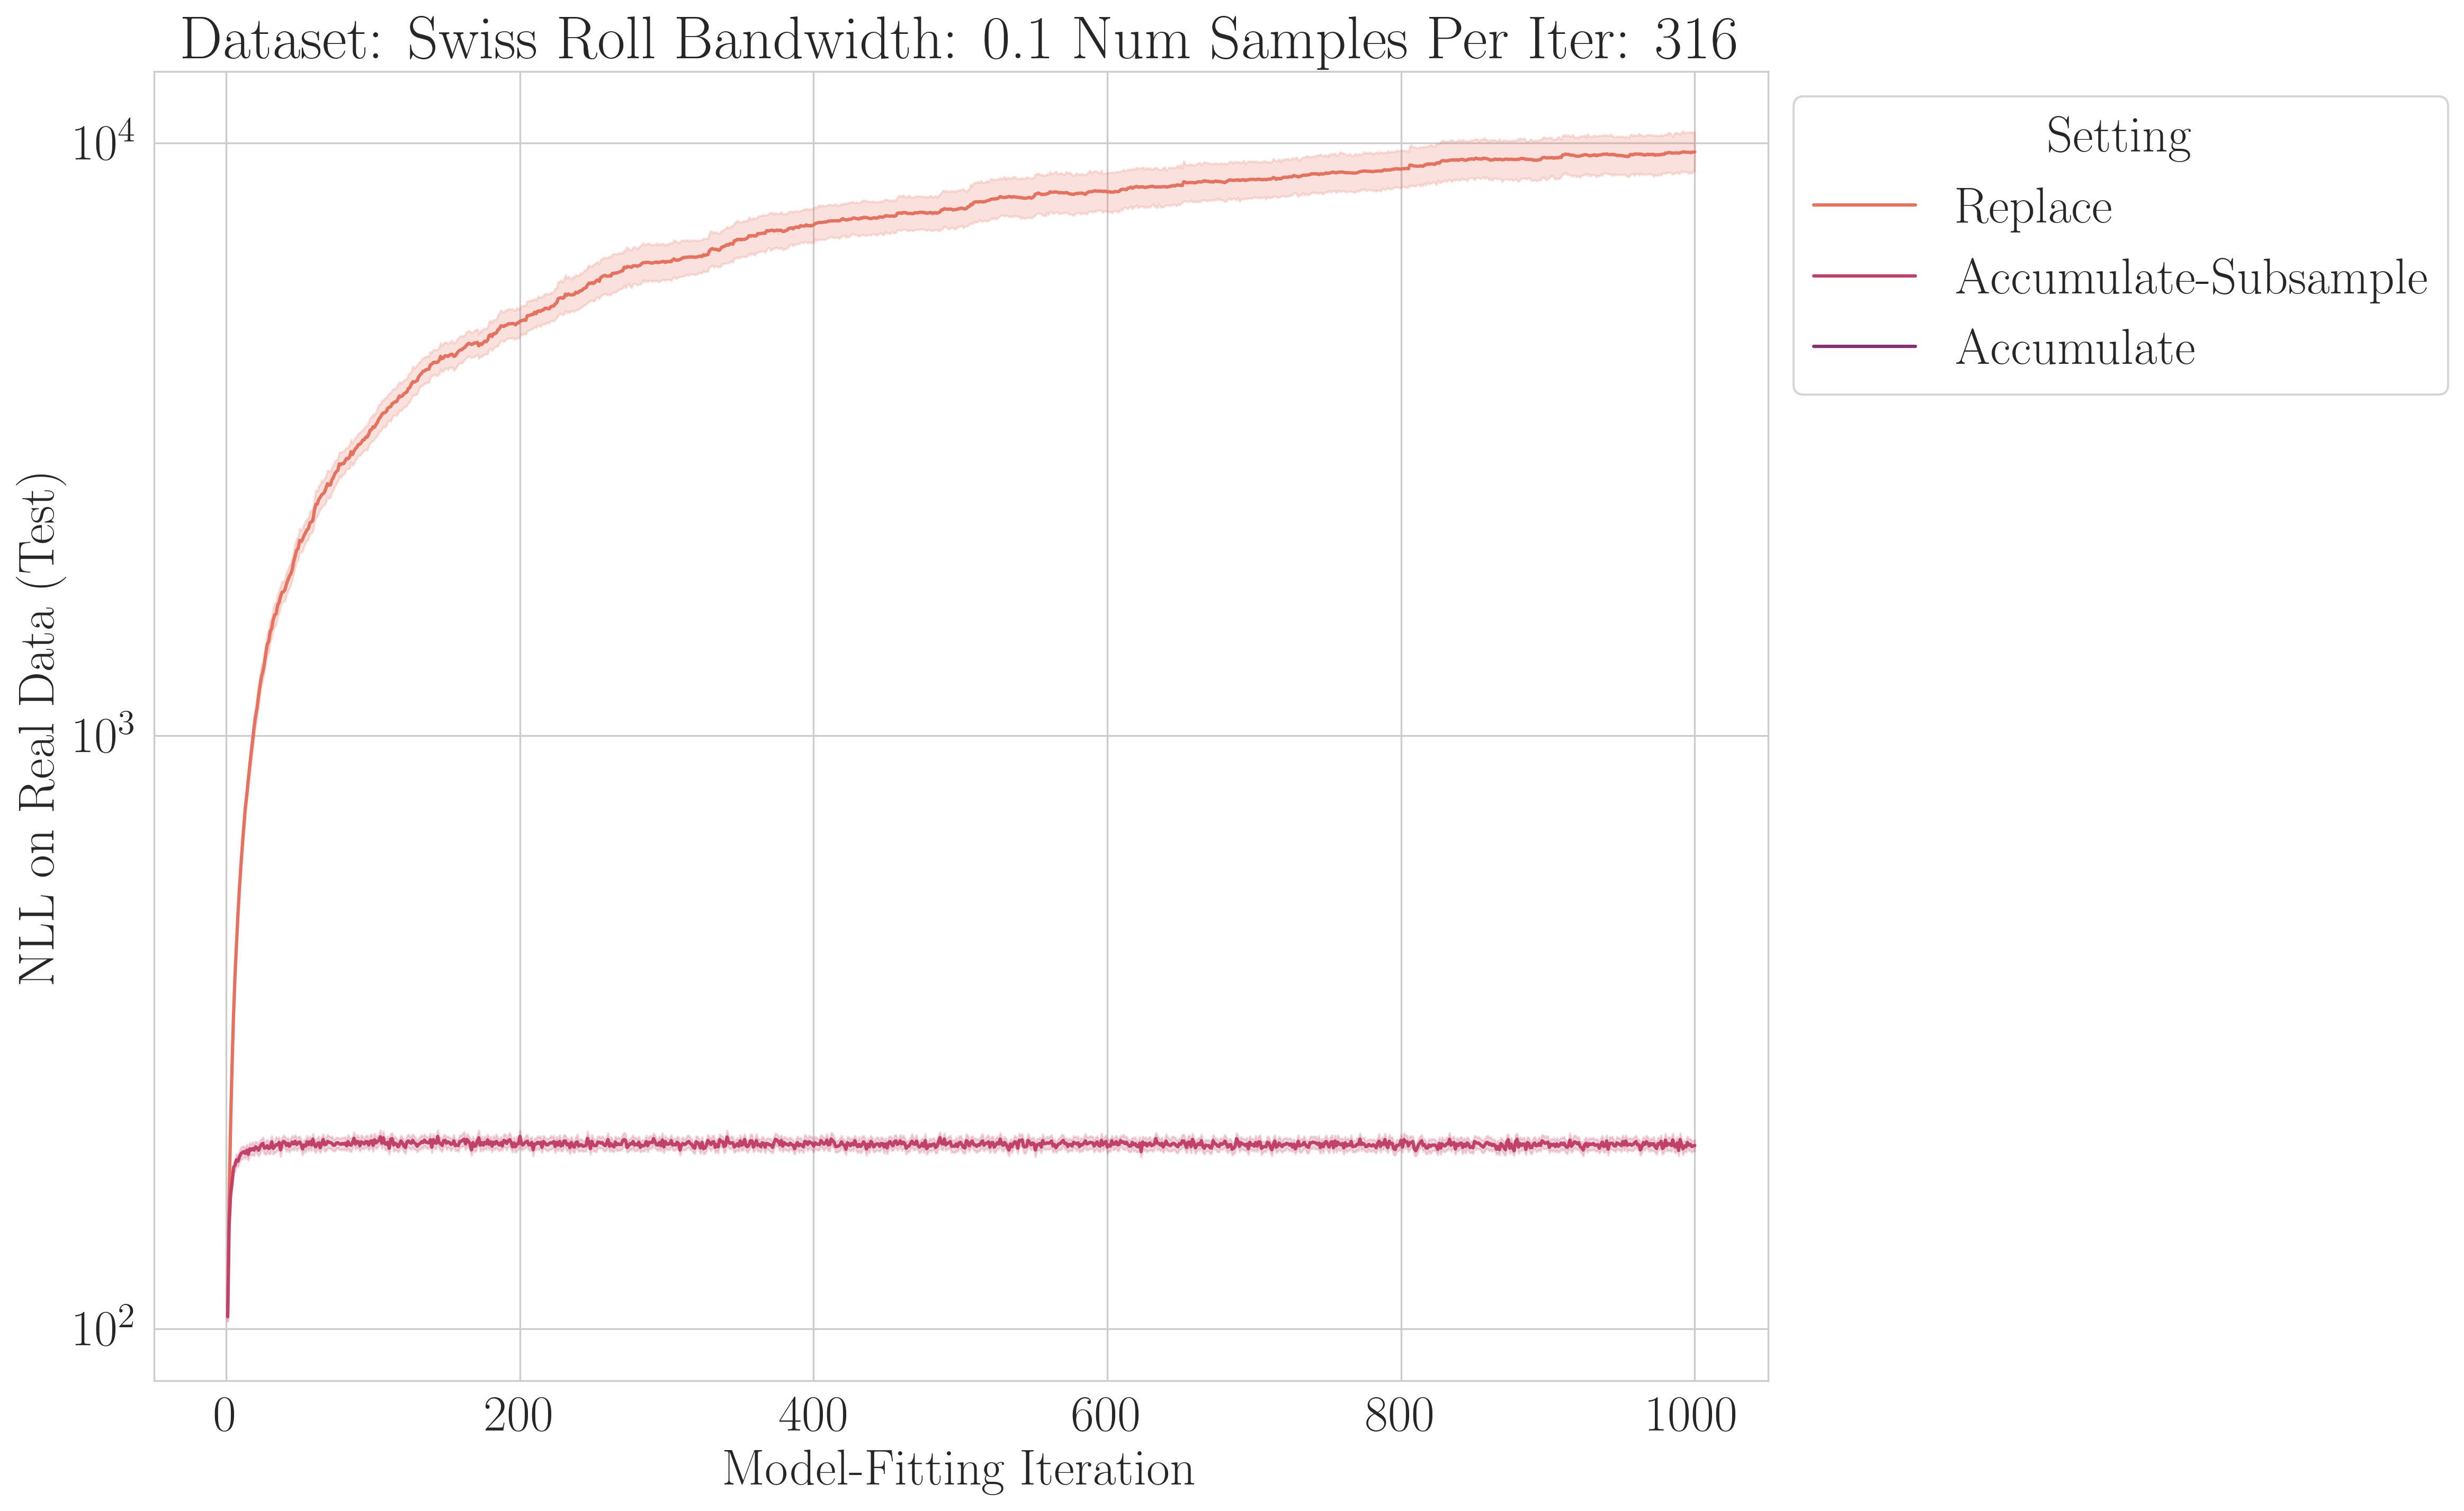 Dataset: Swiss Roll Bandwidth: 0.1 Num Samples Per Iter: 316
NLL on Real Data (Test)
10^4
10^3
10^2
0 200 400 600 800 1000
Model-Fitting Iteration
Setting
Replace
Accumulate-Subsample
Accumulate